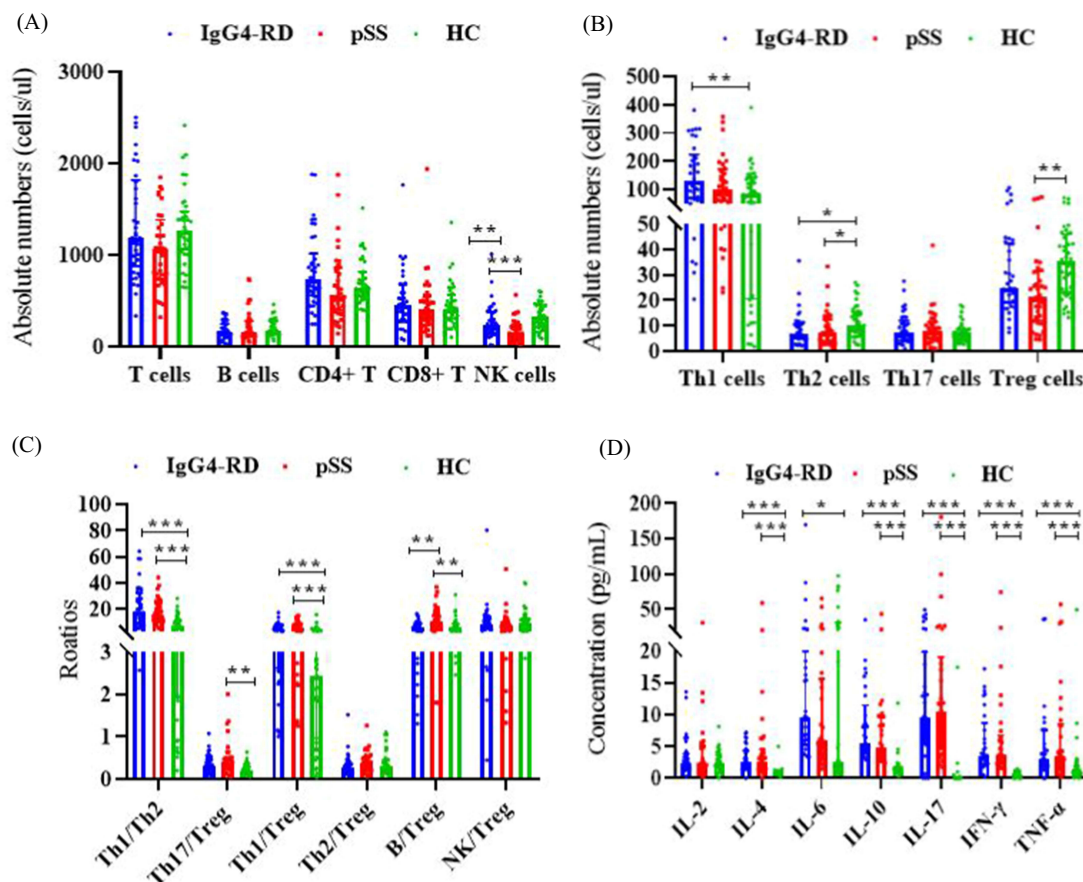 (A)
IgG4-RD pSS HC
Absolute numbers (cells/ul)
3000
2000
1000
0
T cells B cells CD4+ T CD8+ T NK cells
** 
***
(B)
IgG4-RD pSS HC
Absolute numbers (cells/ul)
500
400
300
200
100
50
40
30
20
10
0
**
*
*
**
Th1 cells Th2 cells Th17 cells Treg cells
(C)
IgG4-RD pSS HC
Roatios
100
80
60
40
20
3
2
1
0
***
***
**
***
***
**
**
Th1/Th2 Th17/Treg Th1/Treg Th2/Treg B/Treg NK/Treg
(D)
IgG4-RD pSS HC
Concentration (pg/mL)
200
150
100
50
20
15
10
5
0
*** * *** *** *** ***
*** *** *** *** ***
IL-2 IL-4 IL-6 IL-10 IL-17 IFN-γ TNF-α